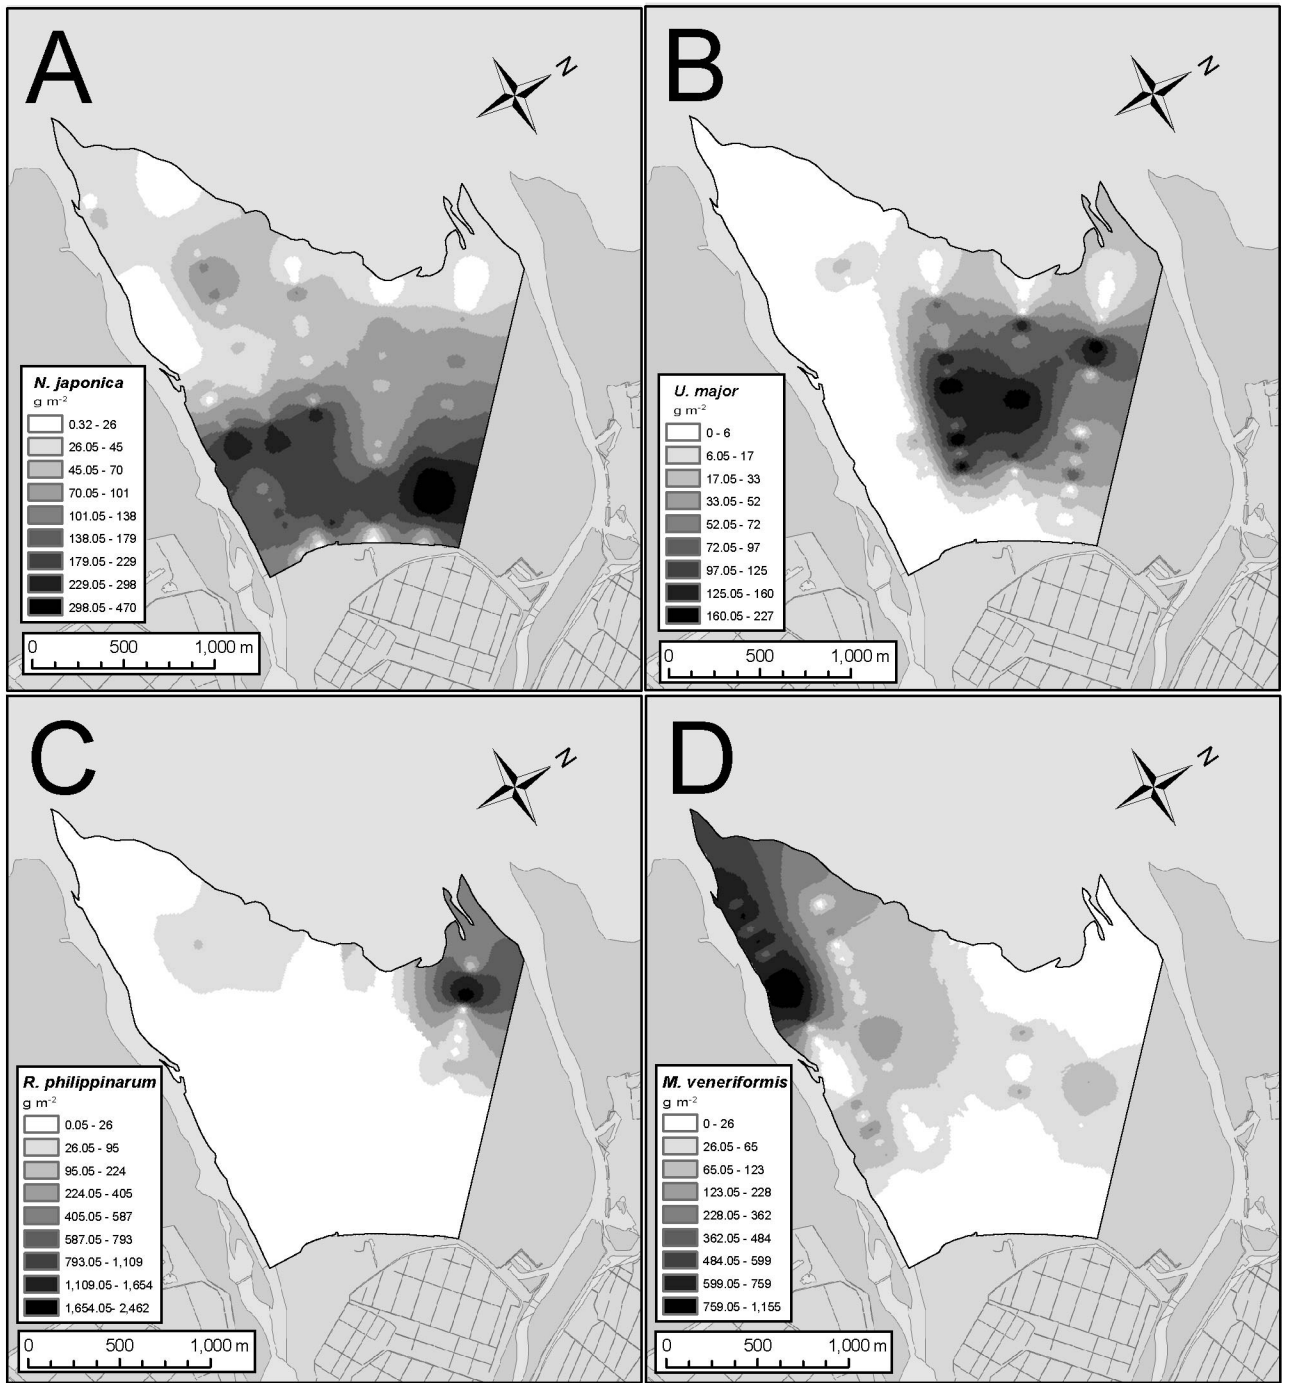 A
N
N. japonica
g m-2
0.32 - 26
26.05 - 45
45.05 - 70
70.05 - 101
101.05 - 138
138.05 - 179
179.05 - 229
229.05 - 298
298.05 - 470
0 500 1,000 m
B
N
U. major
g m-2
0 - 6
6.05 - 17
17.05 - 33
33.05 - 52
52.05 - 72
72.05 - 97
97.05 - 125
125.05 - 160
160.05 - 227
0 500 1,000 m
C
N
R. philippinarum
g m-2
0.05 - 26
26.05 - 95
95.05 - 224
224.05 - 405
405.05 - 587
587.05 - 793
793.05 - 1,109
1,109.05 - 1,654
1,654.05- 2,462
0 500 1,000 m
D
N
M. veneriformis
g m-2
0 - 26
26.05 - 65
65.05 - 123
123.05 - 228
228.05 - 362
362.05 - 484
484.05 - 599
599.05 - 759
759.05 - 1,155
0 500 1,000 m